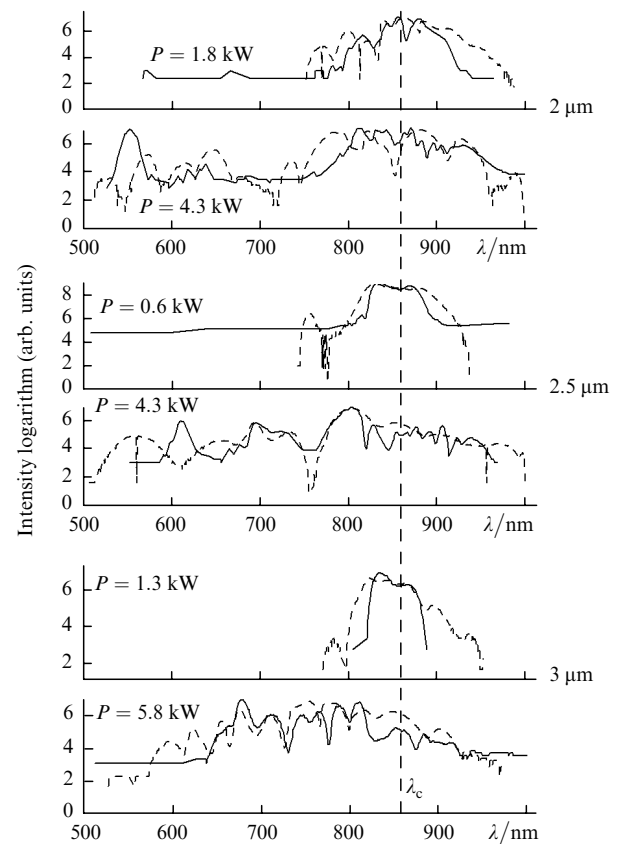 6
4
2
0
P = 1.8 kW
2 μm
6
4
2
0
P = 4.3 kW
500 600 700 800 900 λ/nm
Intensity logarithm (arb. units)
8
6
4
2
0
P = 0.6 kW
2.5 μm
6
4
2
0
P = 4.3 kW
500 600 700 800 900 λ/nm
6
4
2
P = 1.3 kW
3 μm
6
4
2
0
P = 5.8 kW
λc
500 600 700 800 900 λ/nm